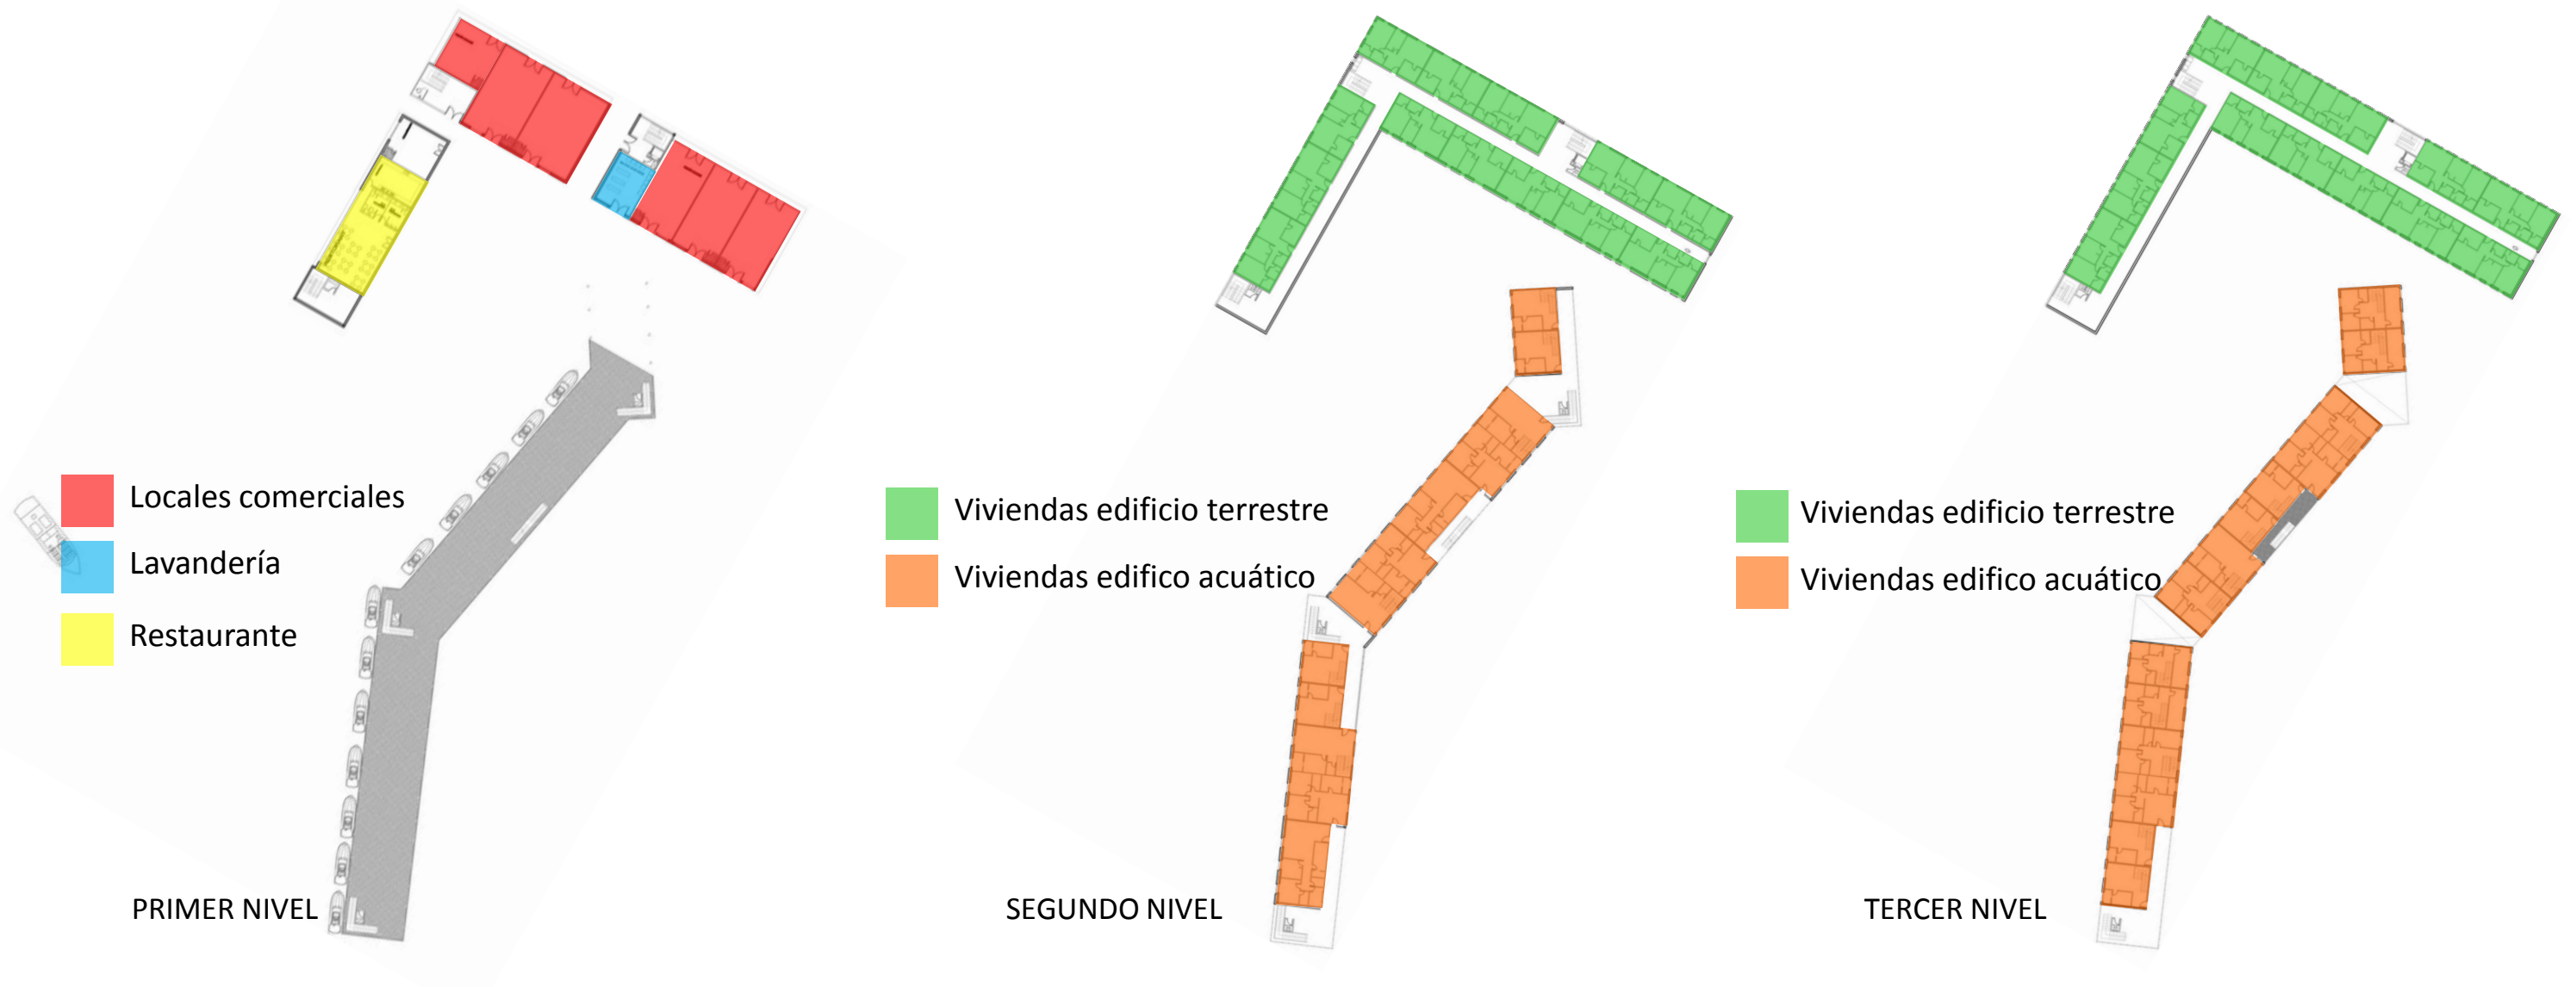 Locales comerciales
Lavandería
Restaurante
PRIMER NIVEL
Viviendas edificio terrestre
Viviendas edifico acuático
SEGUNDO NIVEL
Viviendas edificio terrestre
Viviendas edifico acuático
TERCER NIVEL